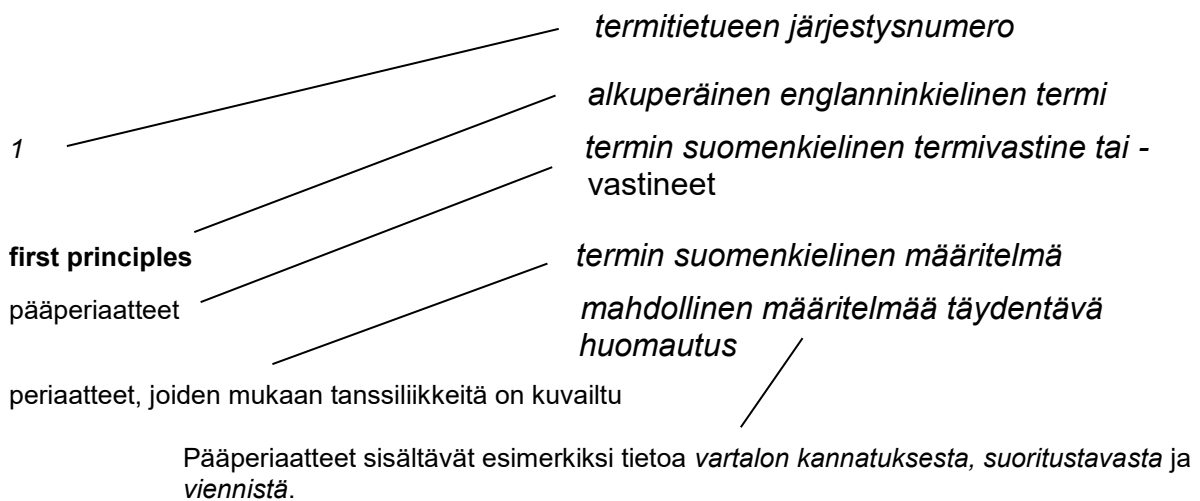 termitietueen järjestysnumero
alkuperäinen englanninkielinen termi
1
termin suomenkielinen termivastine tai -
vastineet
first principles
termin suomenkielinen määritelmä
pääperiaatteet
mahdollinen määritelmää täydentävä
huomautus
periaatteet, joiden mukaan tanssiliikkeitä on kuvailtu
Pääperiaatteet sisältävät esimerkiksi tietoa vartalon kannatuksesta, suoritustavasta ja
viennistä.